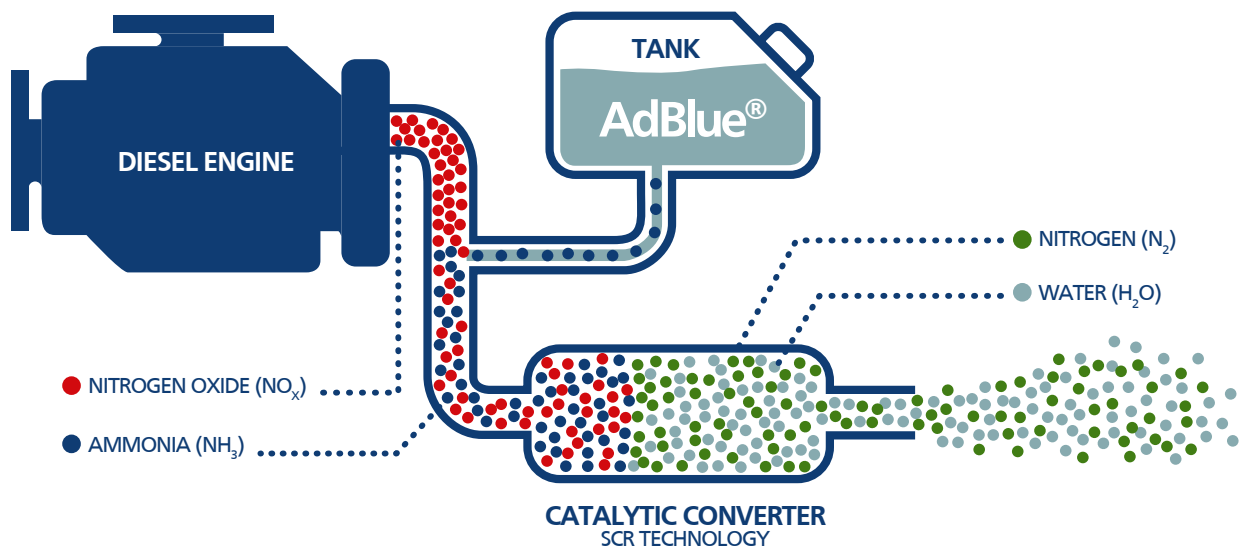 TANK
AdBlue®
DIESEL ENGINE
NITROGEN (N₂)
WATER (H₂O)
NITROGEN OXIDE (NOₓ)
AMMONIA (NH₃)
CATALYTIC CONVERTER
SCR TECHNOLOGY